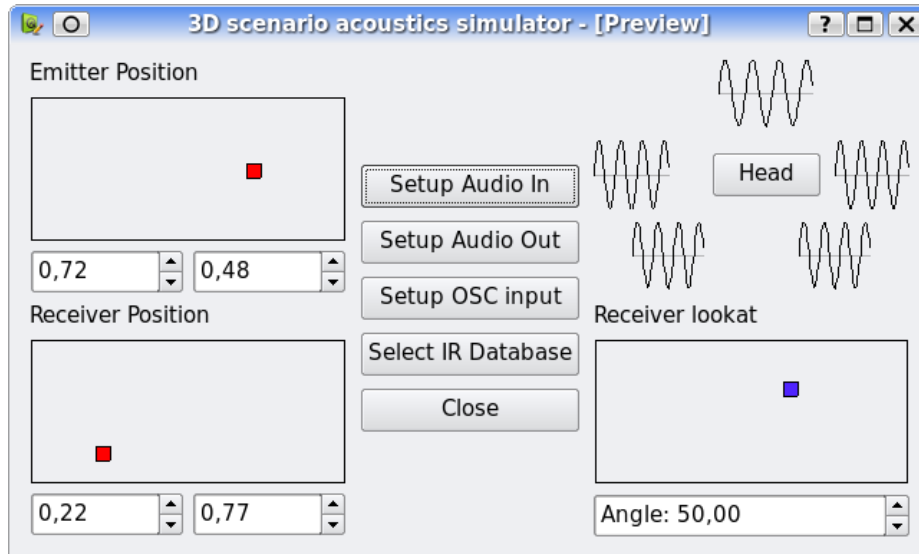 3D scenario acoustics simulator - [Preview]
Emitter Position
0,72
0,48
Receiver Position
0,22
0,77
Setup Audio In
Setup Audio Out
Setup OSC input
Select IR Database
Close
Head
Receiver lookat
Angle: 50,00